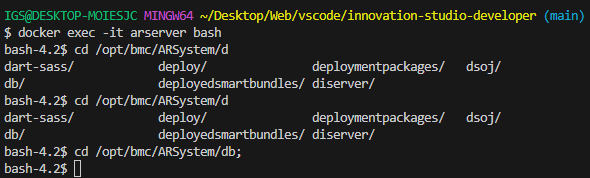 IGS@DESKTOP-MOIESJC MINGW64 ~/Desktop/Web/vscode/innovation-studio-developer (main)
$ docker exec -it arserver bash
bash-4.2$ cd /opt/bmc/ARSystem/d
dart-sass/ deploy/ deploymentpackages/ dsoj/
db/ deployedsmartbundles/ diserver/
bash-4.2$ cd /opt/bmc/ARSystem/d
dart-sass/ deploy/ deploymentpackages/ dsoj/
db/ deployedsmartbundles/ diserver/
bash-4.2$ cd /opt/bmc/ARSystem/db;
bash-4.2$